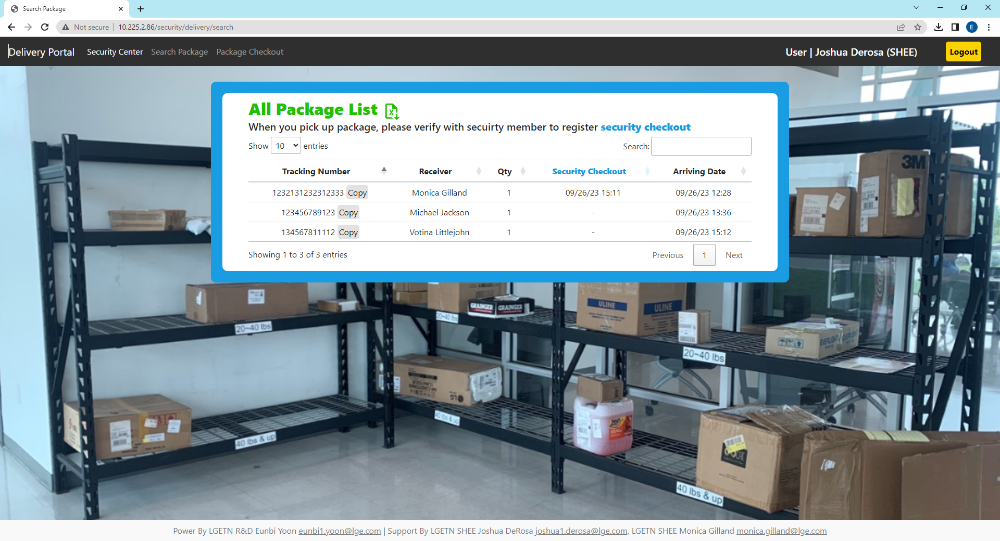 Search Package
Not secure
10.225.2.86/security/delivery/search
E
Delivery Portal Security Center Search Package Package Checkout
User | Joshua Derosa (SHEE)
Logout
All Package List
When you pick up package, please verify with secuirty member to register security checkout
Show 10 entries
Search:
Tracking Number Receiver Qty Security Checkout Arriving Date
1232131232312333 Copy Monica Gilland 1 09/26/23 15:11 09/26/23 12:28
123456789123 Copy Michael Jackson 1 - 09/26/23 13:36
134567811112 Copy Votina Littlejohn 1 - 09/26/23 15:12
Showing 1 to 3 of 3 entries
Previous 1 Next
3M
GRAINGER GRAINGER
ULINE ULINE
20~40 lbs
20~40 lbs
20~40 lbs
EVERLIGHT
AIR CONDITIONER
LG
zep
40 lbs & up
40 lbs & up
40 lbs & up
Power By LGETN R&D Eunbi Yoon eunbi1.yoon@lge.com | Support By LGETN SHEE Joshua DeRosa joshua1.derosa@lge.com, LGETN SHEE Monica Gilland monica.gilland@lge.com